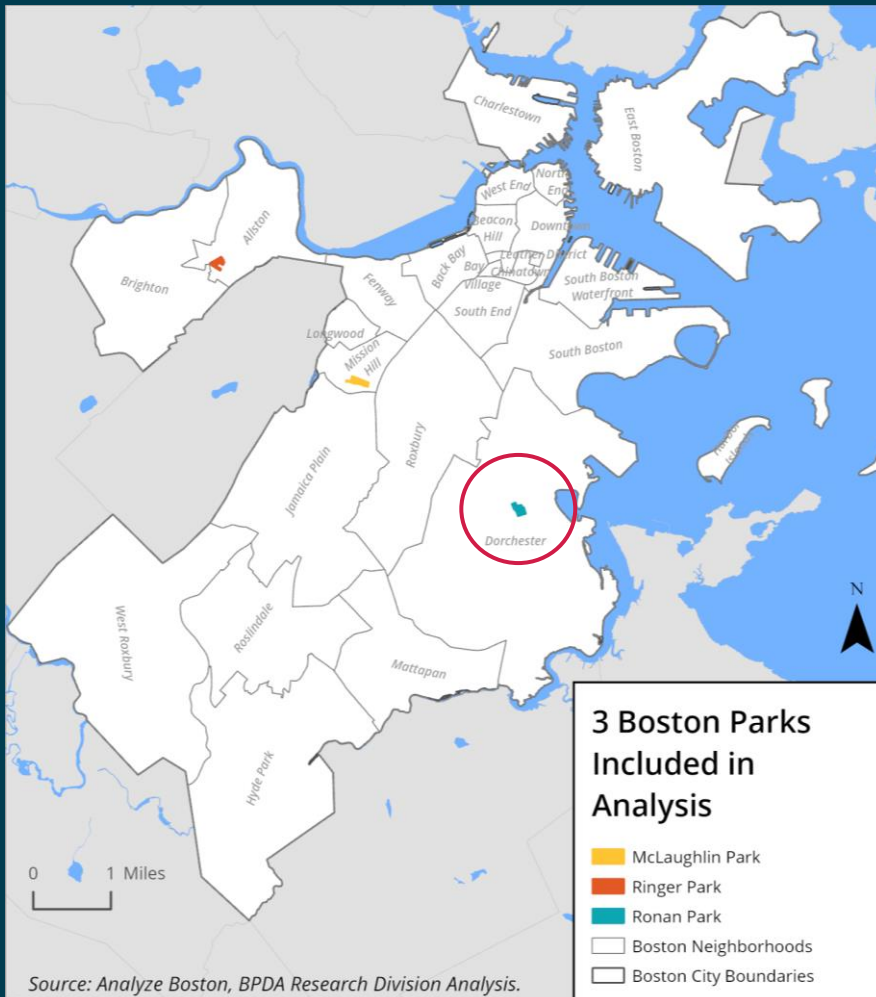 Charlestown
East Boston
North
End
West End
Beacon
Hill
Downtown
Allston
Brighton
Back Bay
Leather District
Bay
Village
Chinatown
South Boston
Waterfront
Fenway
South End
Longwood
Mission
Hill
South Boston
Roxbury
Harbor
Islands
Jamaica Plain
Dorchester
West Roxbury
Roslindale
Mattapan
Hyde Park
N
0 1 Miles
3 Boston Parks
Included in
Analysis
McLaughlin Park
Ringer Park
Ronan Park
Boston Neighborhoods
Boston City Boundaries
Source: Analyze Boston, BPDA Research Division Analysis.